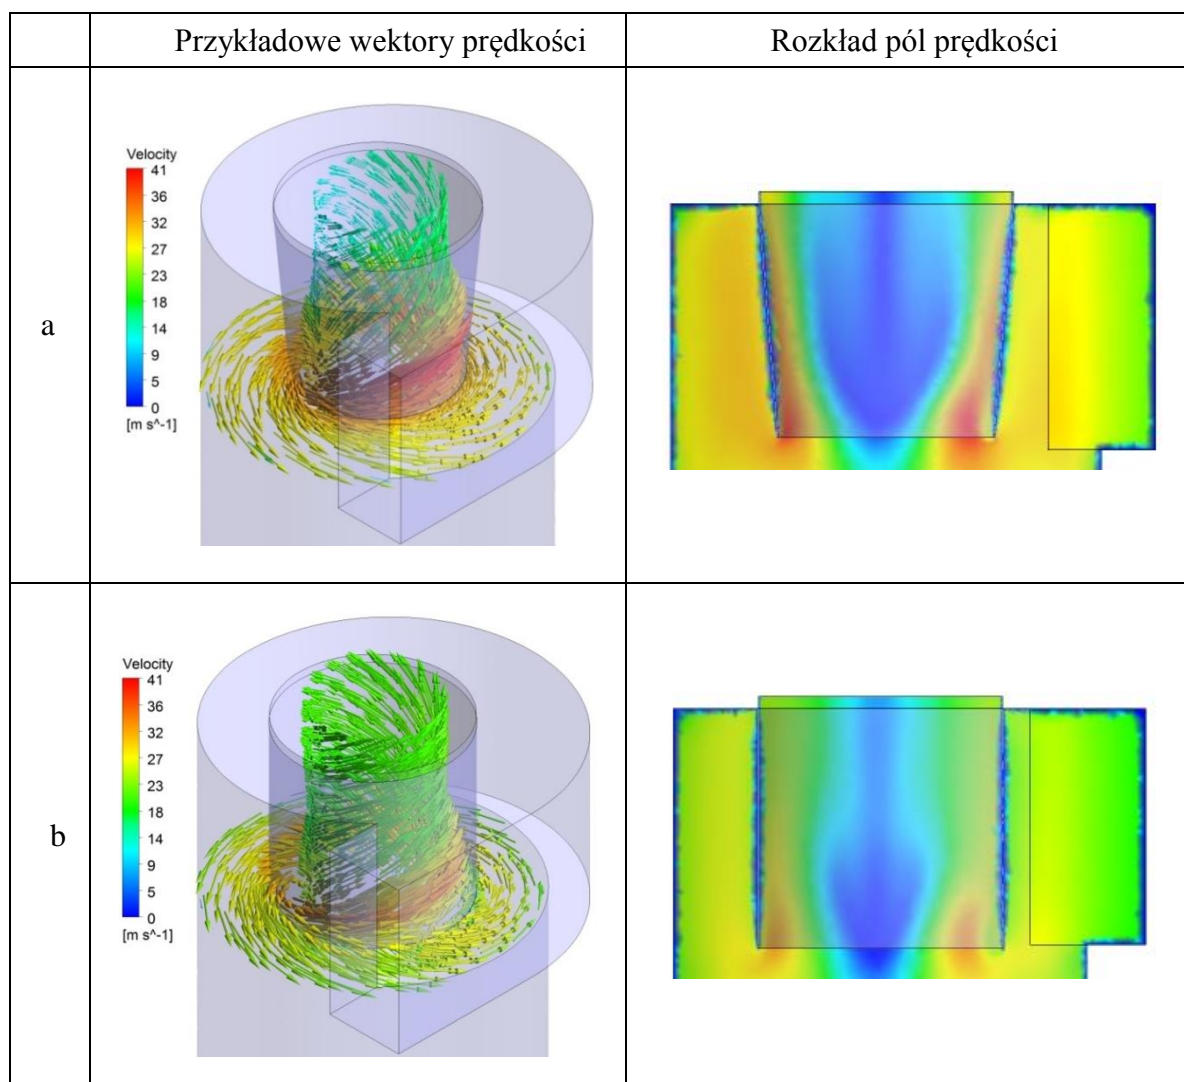 Przykładowe wektory prędkości
Rozkład pól prędkości
a
Velocity
41
36
32
27
23
18
14
9
5
0
[m s^-1]
b
Velocity
41
36
32
27
23
18
14
9
5
0
[m s^-1]